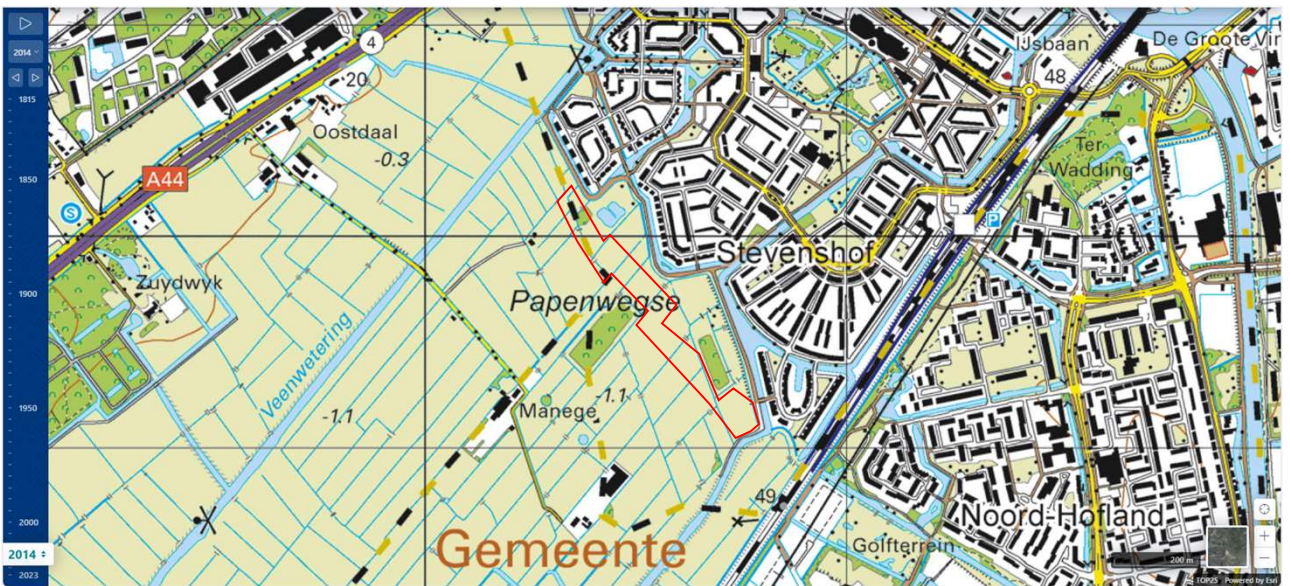 2014
1815
1850
1900
1950
2000
2014
2023
4
20
Oostdaal
-0.3
A44
S
Zuydwyk
Veenwetering
-1.1
Papenwegse
Manege
-1.1
Gemeente
Stevenshof
IJsbaan
De Groote Vir
48
Ter
Wadding
P
49
Noord-Hofland
Golfterrein
200 m
TOP25 Powered by Esri